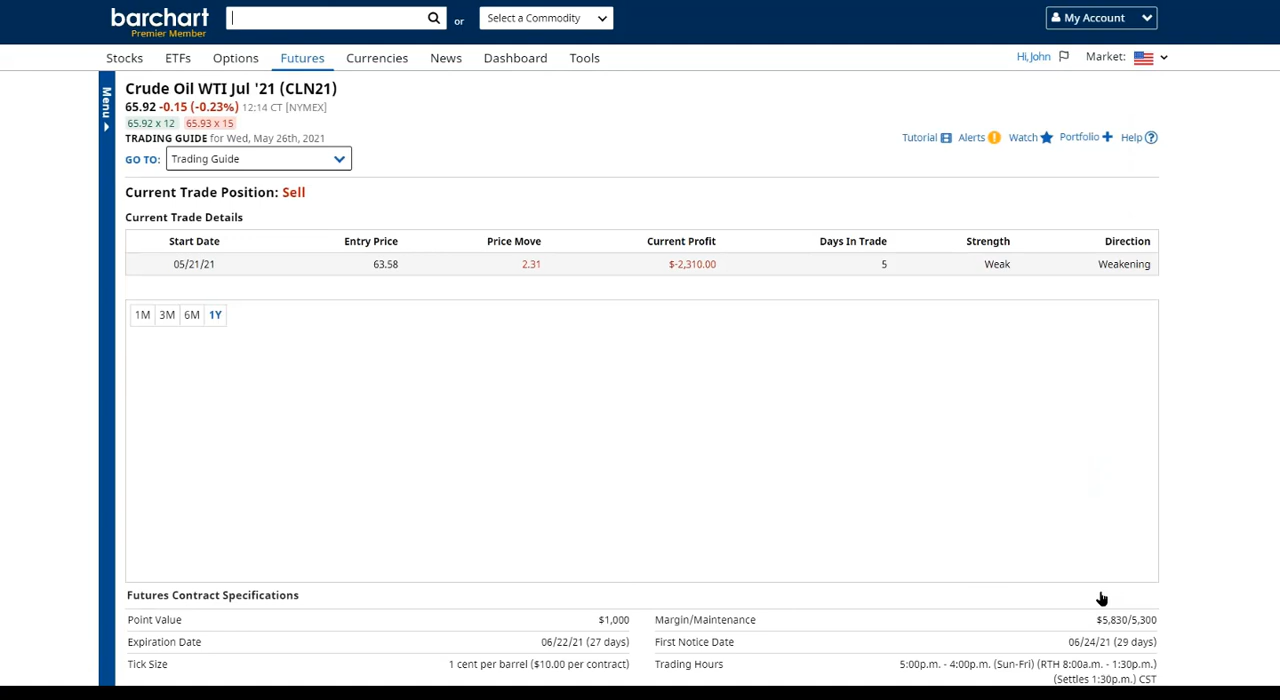 barchart
Premier Member
or
Select a Commodity
My Account
Stocks ETFs Options Futures Currencies News Dashboard Tools
Hi, John Market:
Menu
Crude Oil WTI Jul '21 (CLN21)
65.92 -0.15 (-0.23%) 12:14 CT [NYMEX]
65.92 x 12 65.93 x 15
TRADING GUIDE for Wed, May 26th, 2021
Tutorial Alerts Watch Portfolio Help
GO TO: Trading Guide
Current Trade Position: Sell
Current Trade Details
Start Date Entry Price Price Move Current Profit Days In Trade Strength Direction
05/21/21 63.58 2.31 $-2,310.00 5 Weak Weakening
1M 3M 6M 1Y
Futures Contract Specifications
Point Value $1,000 Margin/Maintenance $5,830/5,300
Expiration Date 06/22/21 (27 days) First Notice Date 06/24/21 (29 days)
Tick Size 1 cent per barrel ($10.00 per contract) Trading Hours 5:00p.m. - 4:00p.m. (Sun-Fri) (RTH 8:00a.m. - 1:30p.m.)
(Settles 1:30p.m.) CST